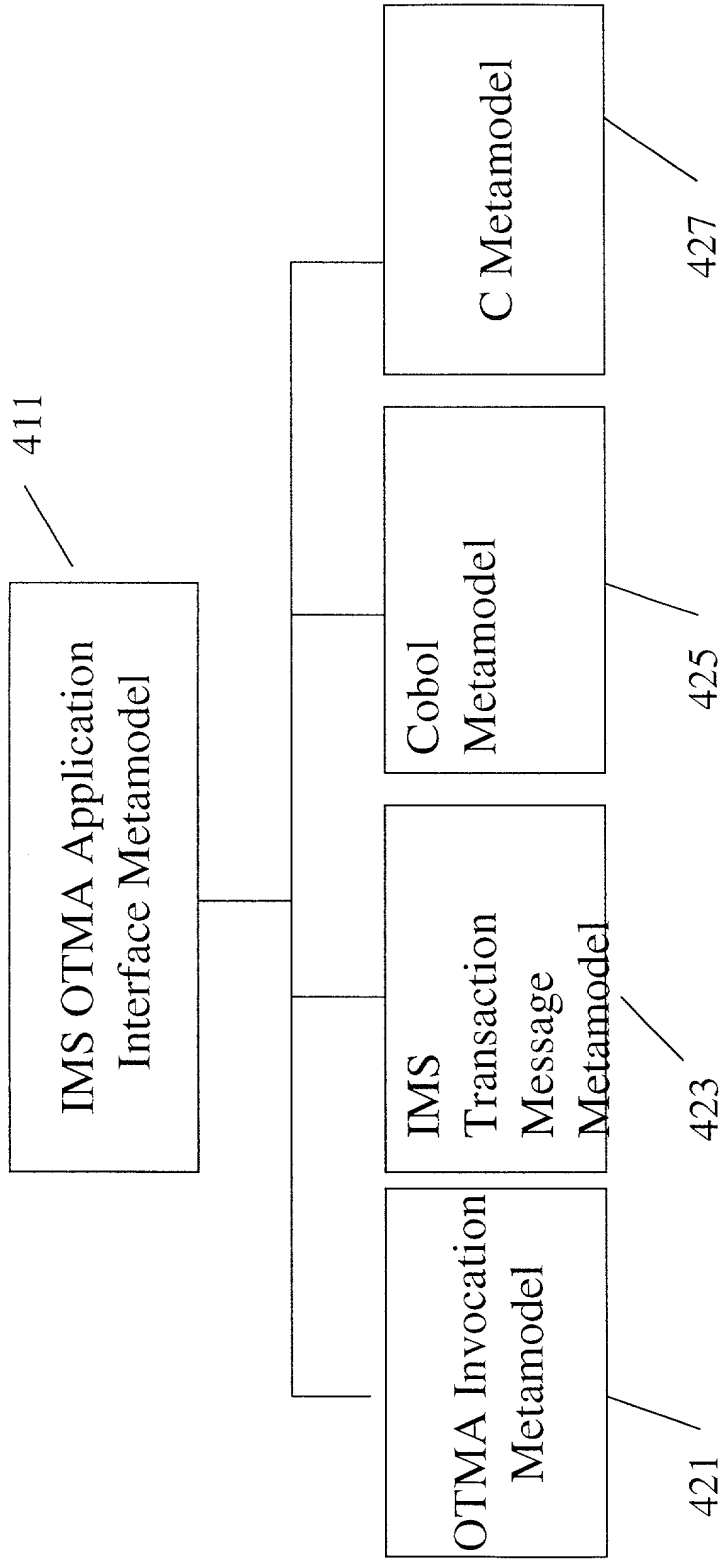 411
IMS OTMA Application
Interface Metamodel
OTMA Invocation
Metamodel
421
IMS
Transaction
Message
Metamodel
423
Cobol
Metamodel
425
C Metamodel
427